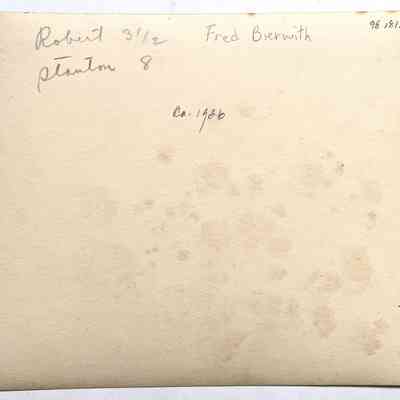 Robert 3 1/2 Fred Bierwith
Stanton 8
Ca. 1936